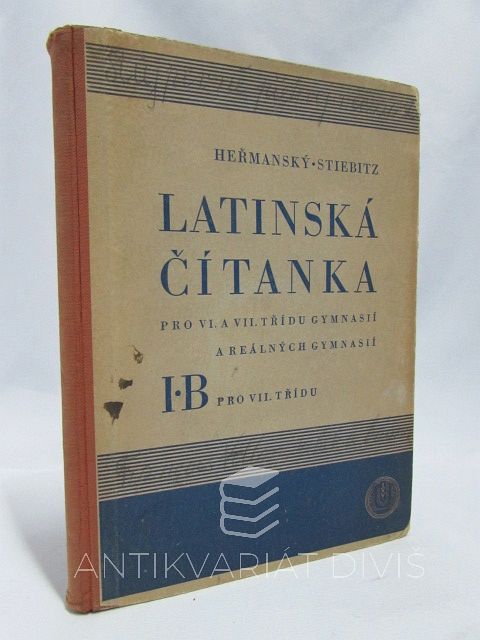 HEŘMANSKÝ·STIEBITZ
LATINSKÁ
ČÍTANKA
PRO VI. A VII. TŘÍDU GYMNASIÍ
A REÁLNÝCH GYMNASIÍ
I·B PRO VII. TŘÍDU
ANTIKVARIÁT DIVIŠ